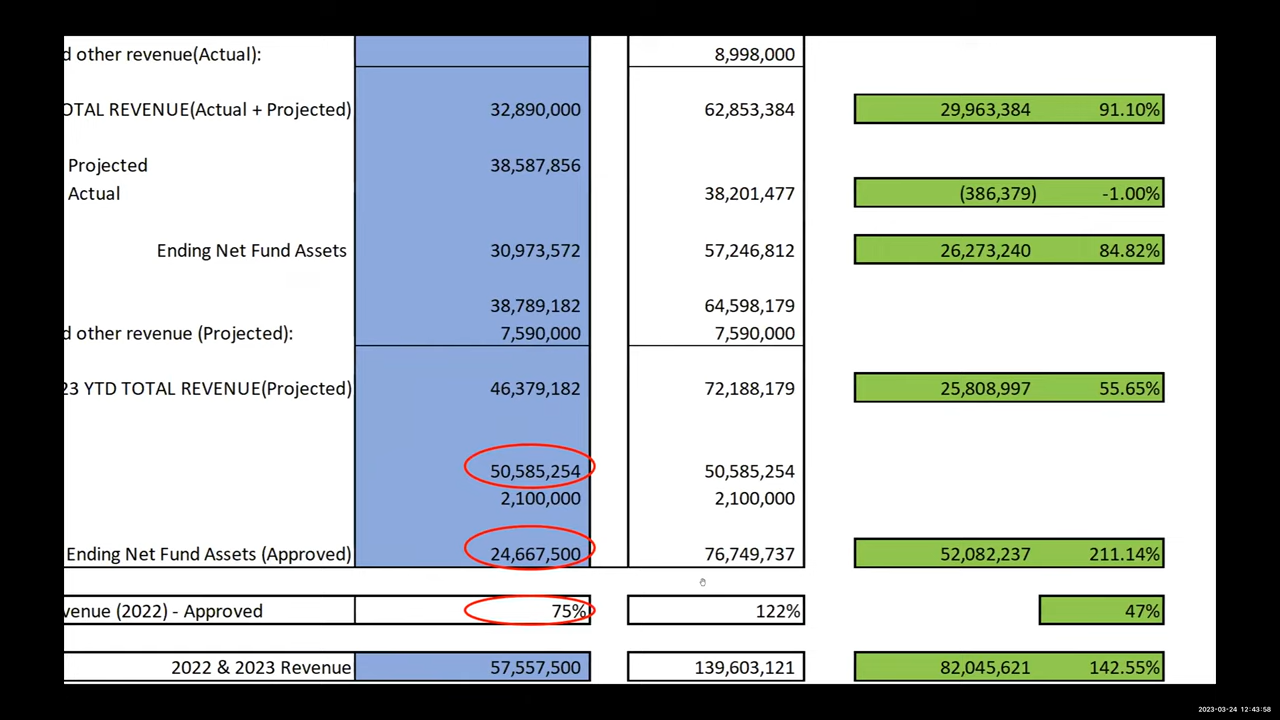 d other revenue(Actual): 8,998,000
OTAL REVENUE(Actual + Projected) 32,890,000 62,853,384 29,963,384 91.10%
Projected 38,587,856
Actual 38,201,477 (386,379) -1.00%
Ending Net Fund Assets 30,973,572 57,246,812 26,273,240 84.82%
38,789,182 64,598,179
d other revenue (Projected): 7,590,000 7,590,000
23 YTD TOTAL REVENUE(Projected) 46,379,182 72,188,179 25,808,997 55.65%
50,585,254 50,585,254
2,100,000 2,100,000
Ending Net Fund Assets (Approved) 24,667,500 76,749,737 52,082,237 211.14%
venue (2022) - Approved 75% 122% 47%
2022 & 2023 Revenue 57,557,500 139,603,121 82,045,621 142.55%
2023-03-24 12:43:58